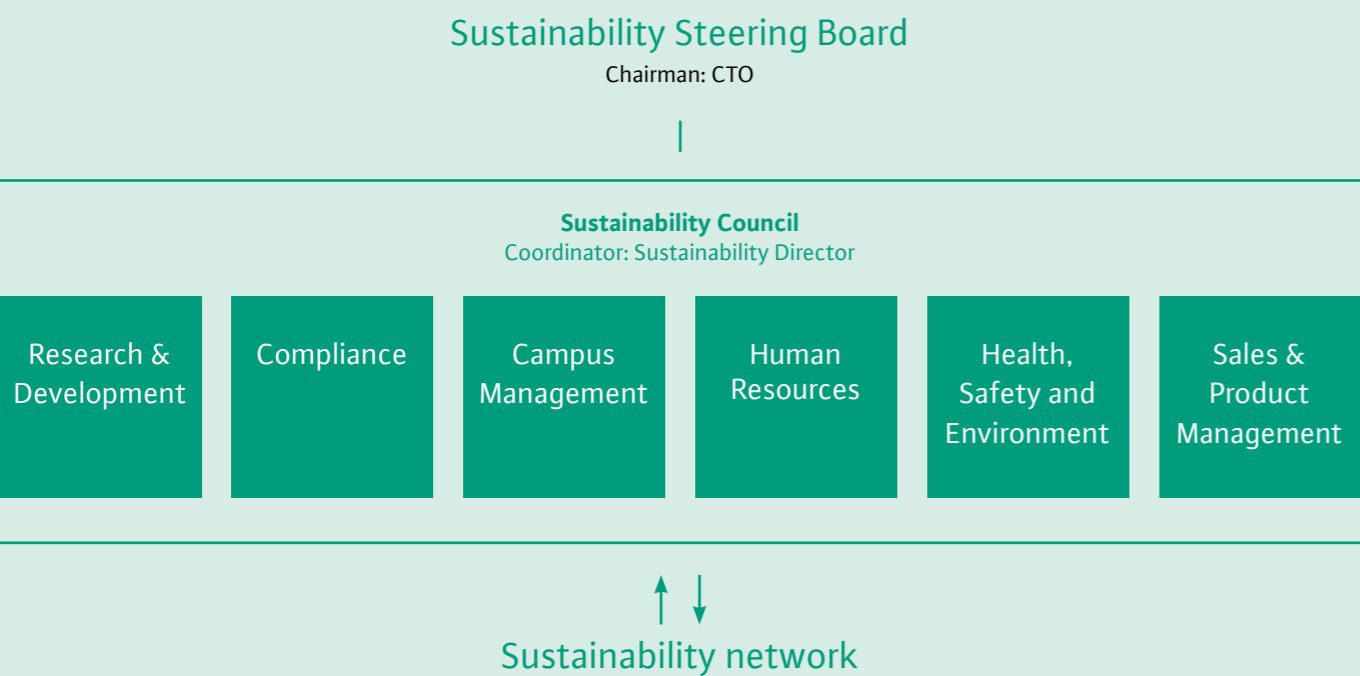 Sustainability Steering Board
Chairman: CTO
Sustainability Council
Coordinator: Sustainability Director
Research &
Development
Compliance
Campus
Management
Human
Resources
Health,
Safety and
Environment
Sales &
Product
Management
Sustainability network